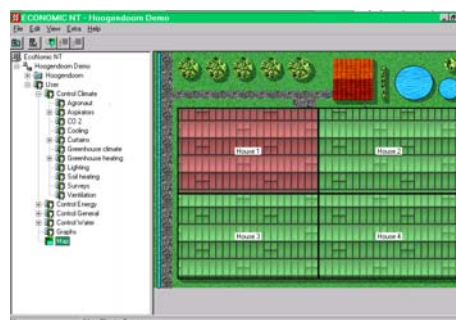 ECONOMIC NT - Hoogendoorn Demo
File Edit View Extra Help
EcoNomic NT
Hoogendoorn Demo
Hoogendoorn
User
Control Climate
Agronaut
Aspirators
CO 2
Cooling
Curtains
Greenhouse climate
Greenhouse heating
Lighting
Soil heating
Surveys
Ventilation
Control Energy
Control General
Control Water
Graphs
Map
House 1
House 2
House 3
House 4